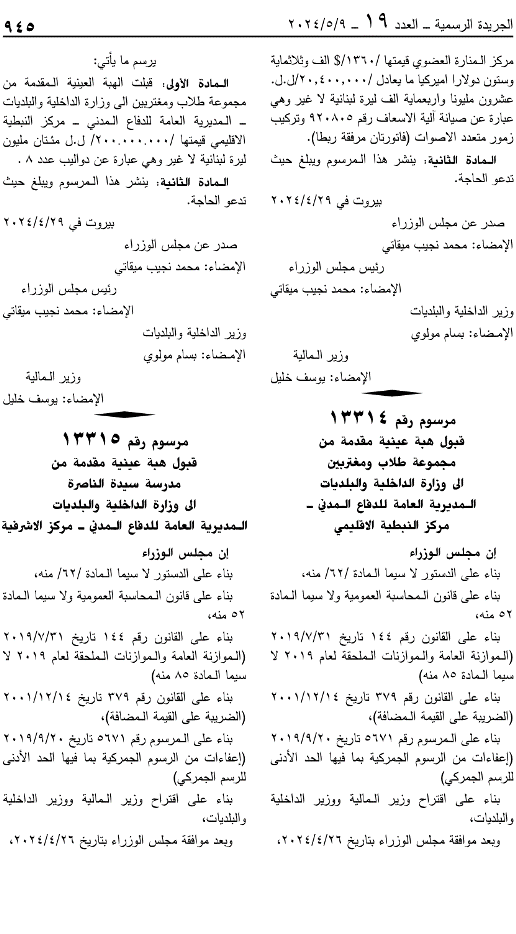 الجريدة الرسمية ــ العدد ١٩ ــ ٢٠٢٤/٥/٩
٩٤٥
مركز المنارة العضوي قيمتها /١٣٦٠/$ الف وثلاثماية
وستون دولارا اميركيا ما يعادل /٢٠,٤٠٠,٠٠٠/ل.ل.
عشرون مليونا واربعماية الف ليرة لبنانية لا غير وهي
عبارة عن صيانة آلية الاسعاف رقم ٩٢٠٨٠٥ وتركيب
زمور متعدد الاصوات (فاتورتان مرفقة ربطا).
المادة الثانية: ينشر هذا المرسوم ويبلغ حيث
تدعو الحاجة.
بيروت في ٢٠٢٤/٤/٢٩
صدر عن مجلس الوزراء
الإمضاء: محمد نجيب ميقاتي
رئيس مجلس الوزراء
الإمضاء: محمد نجيب ميقاتي
وزير الداخلية والبلديات
الإمضاء: بسام مولوي
وزير المالية
الإمضاء: يوسف خليل
مرسوم رقم ١٣٣١٤
قبول هبة عينية مقدمة من
مجموعة طلاب ومغتربين
الى وزارة الداخلية والبلديات
المديرية العامة للدفاع المدني ــ
مركز النبطية الاقليمي
إن مجلس الوزراء
بناء على الدستور لا سيما المادة /٦٢/ منه،
بناء على قانون المحاسبة العمومية ولا سيما المادة
٥٢ منه،
بناء على القانون رقم ١٤٤ تاريخ ٢٠١٩/٧/٣١
(الموازنة العامة والموازنات الملحقة لعام ٢٠١٩ لا
سيما المادة ٨٥ منه)
بناء على القانون رقم ٣٧٩ تاريخ ٢٠٠١/١٢/١٤
(الضريبة على القيمة المضافة)،
بناء على المرسوم رقم ٥٦٧١ تاريخ ٢٠١٩/٩/٢٠
(إعفاءات من الرسوم الجمركية بما فيها الحد الأدنى
للرسم الجمركي)
بناء على اقتراح وزير المالية ووزير الداخلية
والبلديات،
وبعد موافقة مجلس الوزراء بتاريخ ٢٠٢٤/٤/٢٦،
يرسم ما يأتي:
المادة الأولى: قبلت الهبة العينية المقدمة من
مجموعة طلاب ومغتربين الى وزارة الداخلية والبلديات
ــ المديرية العامة للدفاع المدني ــ مركز النبطية
الاقليمي قيمتها /٢٠٠.٠٠٠.٠٠٠/ ل.ل مئتان مليون
ليرة لبنانية لا غير وهي عبارة عن دواليب عدد ٨ .
المادة الثانية: ينشر هذا المرسوم ويبلغ حيث
تدعو الحاجة.
بيروت في ٢٠٢٤/٤/٢٩
صدر عن مجلس الوزراء
الإمضاء: محمد نجيب ميقاتي
رئيس مجلس الوزراء
الإمضاء: محمد نجيب ميقاتي
وزير الداخلية والبلديات
الإمضاء: بسام مولوي
وزير المالية
الإمضاء: يوسف خليل
مرسوم رقم ١٣٣١٥
قبول هبة عينية مقدمة من
مدرسة سيدة الناصرة
الى وزارة الداخلية والبلديات
المديرية العامة للدفاع المدني ــ مركز الاشرفية
إن مجلس الوزراء
بناء على الدستور لا سيما المادة /٦٢/ منه،
بناء على قانون المحاسبة العمومية ولا سيما المادة
٥٢ منه،
بناء على القانون رقم ١٤٤ تاريخ ٢٠١٩/٧/٣١
(الموازنة العامة والموازنات الملحقة لعام ٢٠١٩ لا
سيما المادة ٨٥ منه)
بناء على القانون رقم ٣٧٩ تاريخ ٢٠٠١/١٢/١٤
(الضريبة على القيمة المضافة)،
بناء على المرسوم رقم ٥٦٧١ تاريخ ٢٠١٩/٩/٢٠
(إعفاءات من الرسوم الجمركية بما فيها الحد الأدنى
للرسم الجمركي)
بناء على اقتراح وزير المالية ووزير الداخلية
والبلديات،
وبعد موافقة مجلس الوزراء بتاريخ ٢٠٢٤/٤/٢٦،